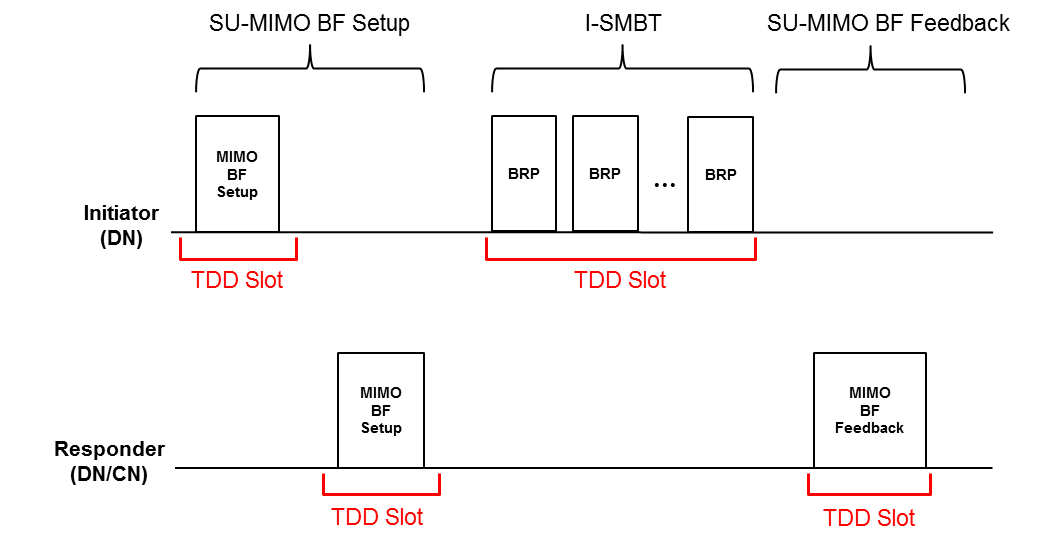 SU-MIMO BF Setup
I-SMBT
SU-MIMO BF Feedback
MIMO
BF
Setup
BRP
BRP
...
BRP
Initiator
(DN)
TDD Slot
TDD Slot
MIMO
BF
Setup
MIMO
BF
Feedback
Responder
(DN/CN)
TDD Slot
TDD Slot